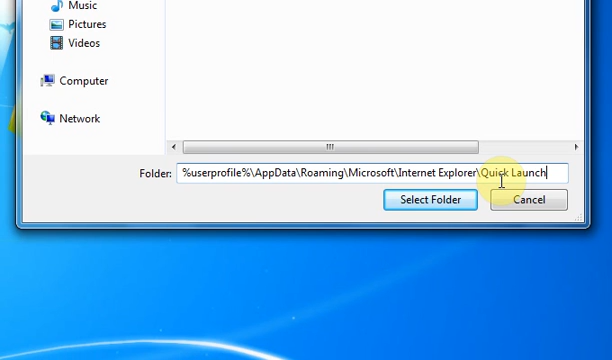 Music
Pictures
Videos
Computer
Network
Folder: %userprofile%\AppData\Roaming\Microsoft\Internet Explorer\Quick Launch
Select Folder Cancel